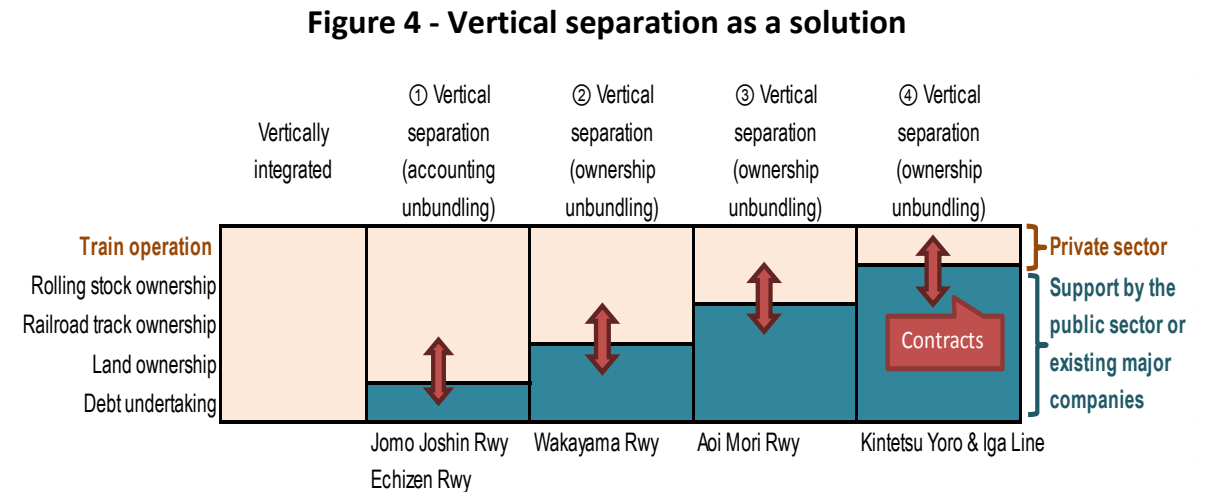 Figure 4 - Vertical separation as a solution
Vertically
integrated
① Vertical
separation
(accounting
unbundling)
② Vertical
separation
(ownership
unbundling)
③ Vertical
separation
(ownership
unbundling)
④ Vertical
separation
(ownership
unbundling)
Train operation
Rolling stock ownership
Railroad track ownership
Land ownership
Debt undertaking
Contracts
Private sector
Support by the
public sector or
existing major
companies
Jomo Joshin Rwy
Echizen Rwy
Wakayama Rwy
Aoi Mori Rwy
Kintetsu Yoro & Iga Line